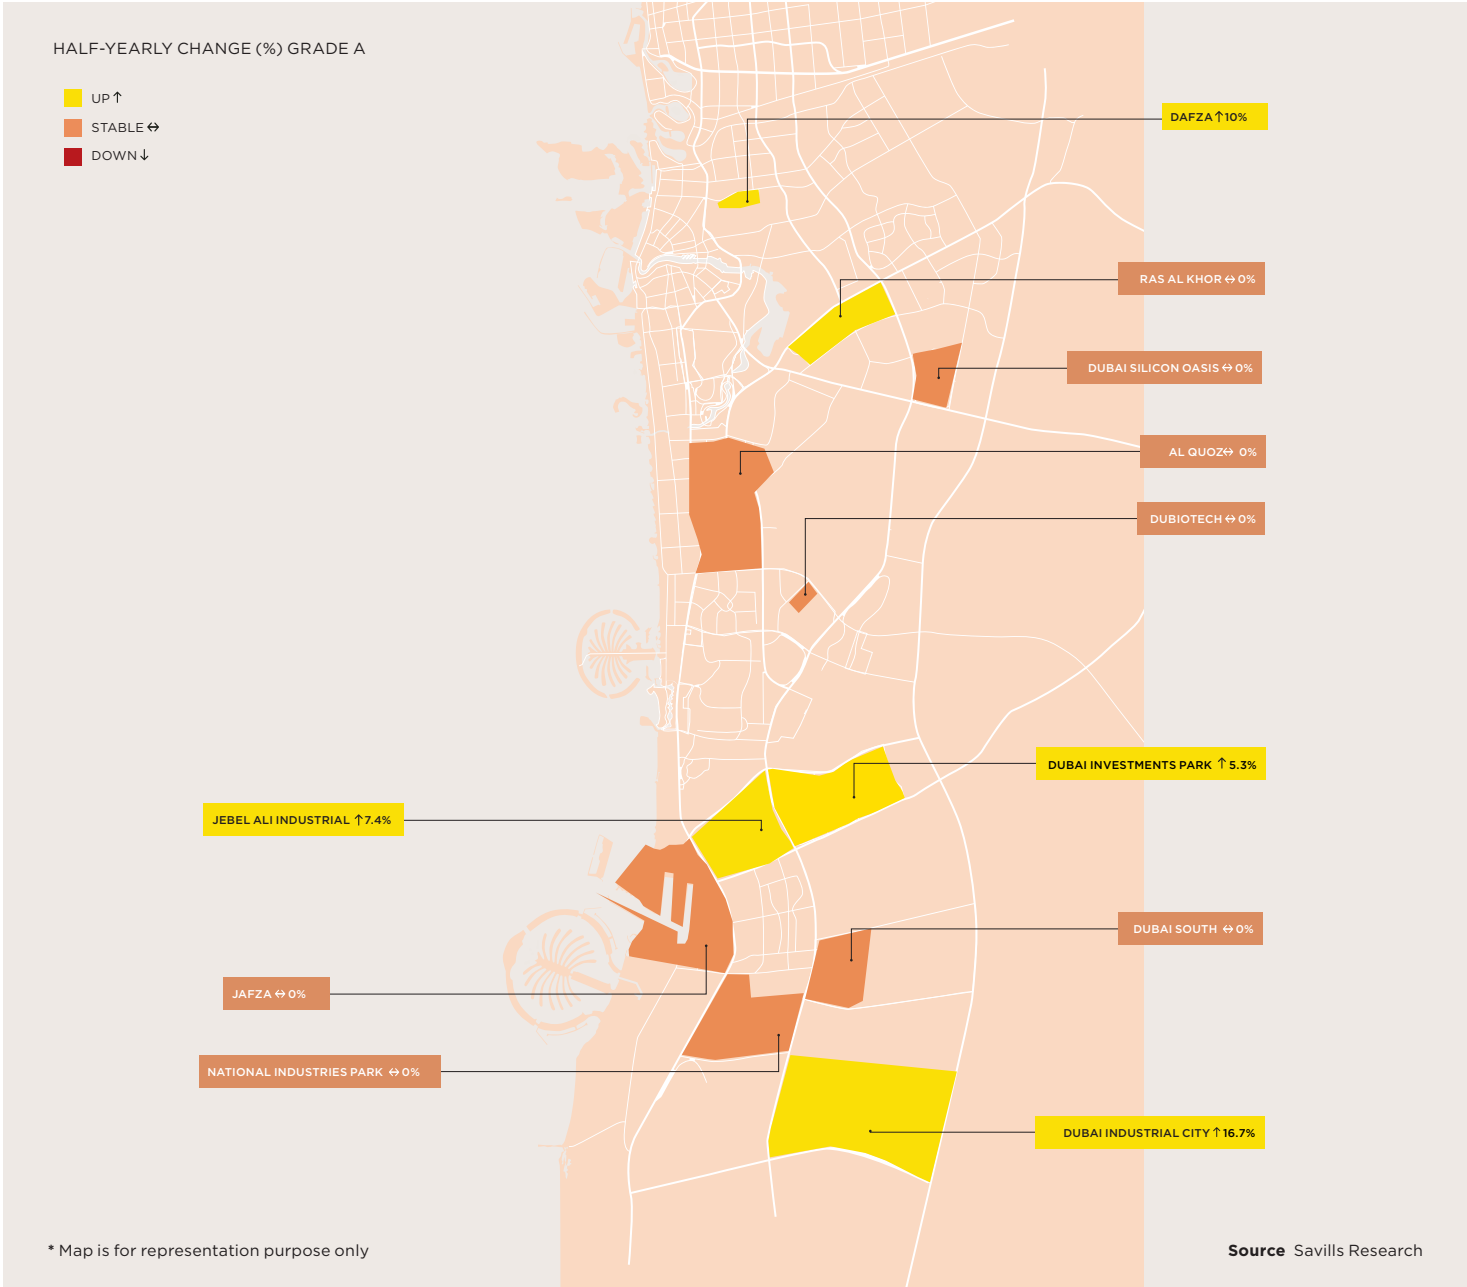 HALF-YEARLY CHANGE (%) GRADE A
UP ↑
STABLE ↔
DOWN ↓
DAFZA ↑ 10%
RAS AL KHOR ↔ 0%
DUBAI SILICON OASIS ↔ 0%
AL QUOZ ↔ 0%
DUBIOTECH ↔ 0%
DUBAI INVESTMENTS PARK ↑ 5.3%
JEBEL ALI INDUSTRIAL ↑ 7.4%
DUBAI SOUTH ↔ 0%
JAFZA ↔ 0%
NATIONAL INDUSTRIES PARK ↔ 0%
DUBAI INDUSTRIAL CITY ↑ 16.7%
* Map is for representation purpose only
Source Savills Research